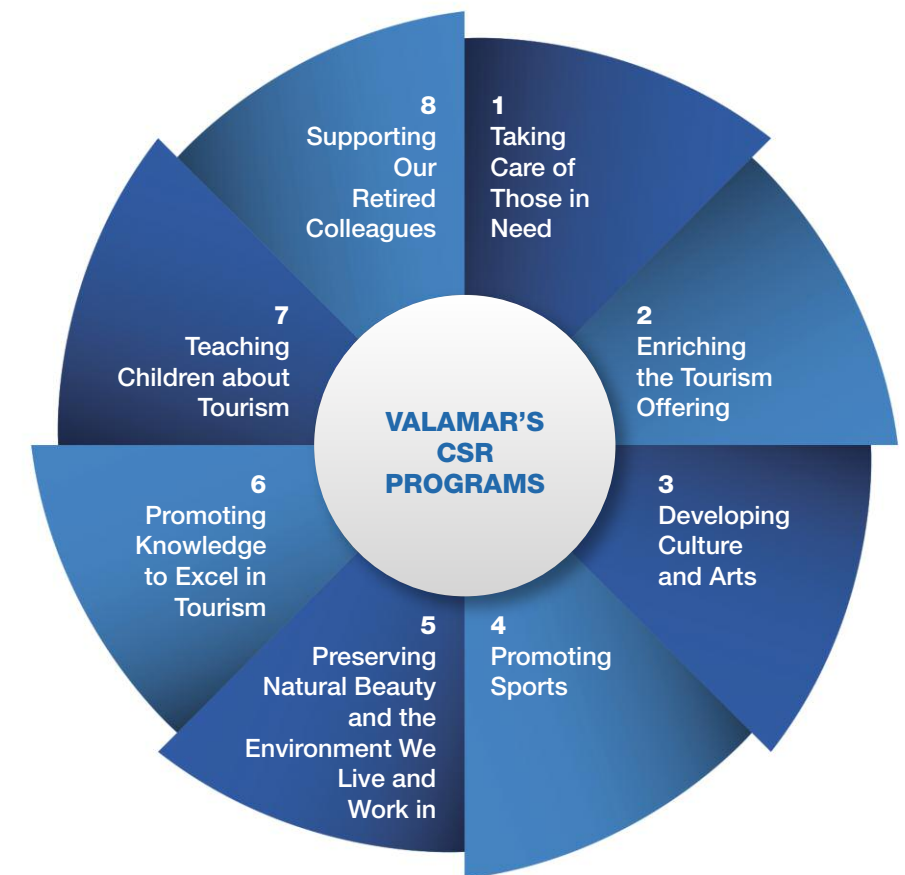 VALAMAR'S
CSR
PROGRAMS
1
Taking
Care of
Those in
Need
2
Enriching
the Tourism
Offering
3
Developing
Culture
and Arts
4
Promoting
Sports
5
Preserving
Natural Beauty
and the
Environment We
Live and
Work in
6
Promoting
Knowledge
to Excel in
Tourism
7
Teaching
Children about
Tourism
8
Supporting
Our
Retired
Colleagues